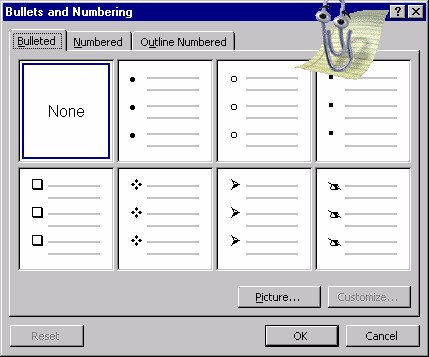 Bullets and Numbering
Bulleted Numbered Outline Numbered
None
Picture... Customize...
Reset OK Cancel